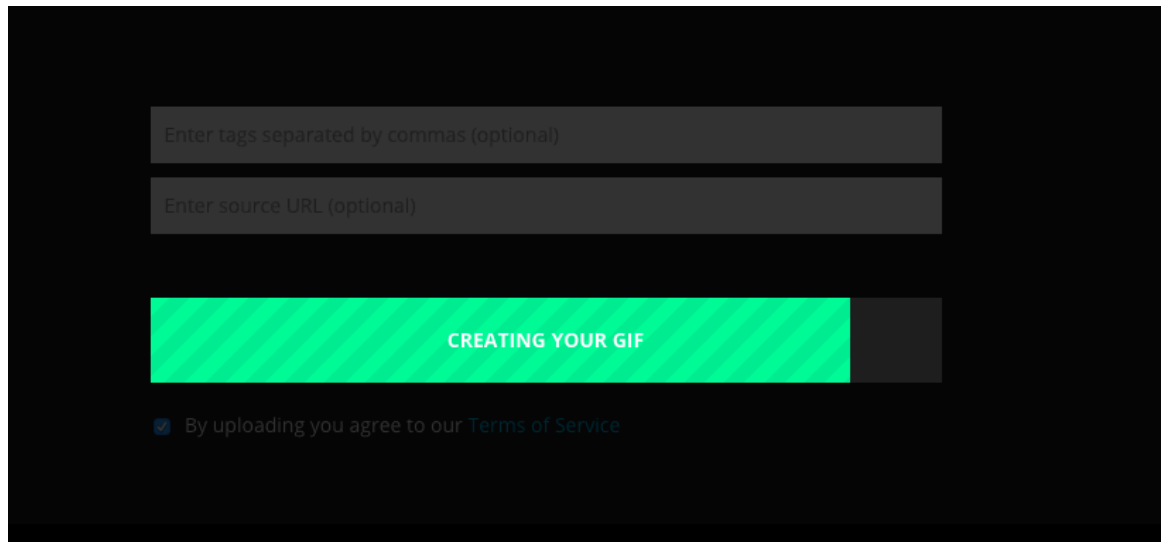 Enter tags separated by commas (optional)
Enter source URL (optional)
CREATING YOUR GIF
By uploading you agree to our Terms of Service